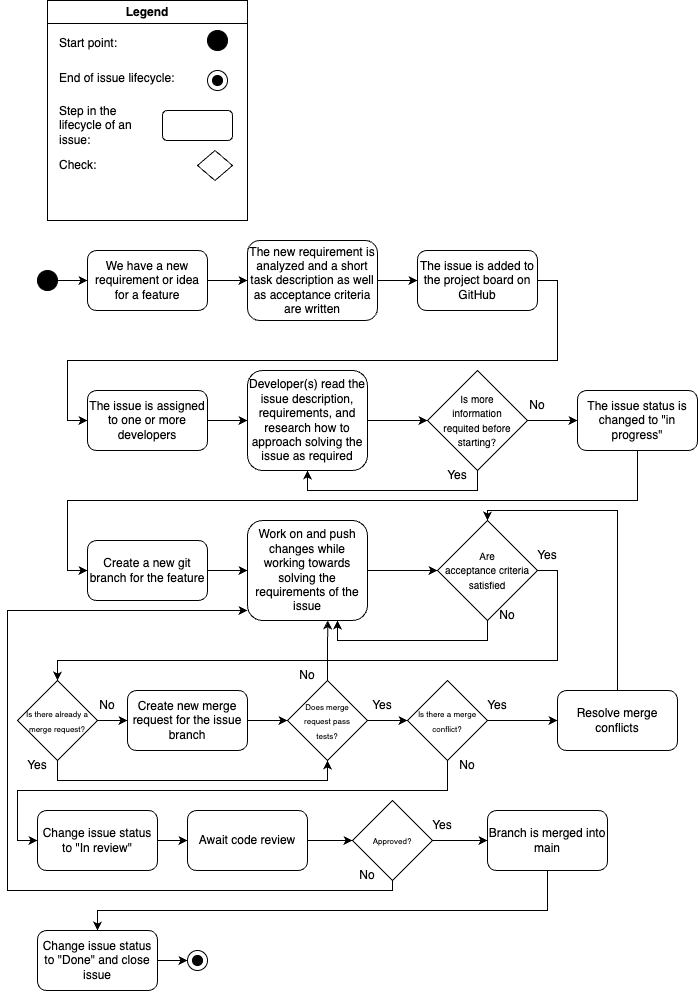 Legend
Start point:
End of issue lifecycle:
Step in the
lifecycle of an
issue:
Check:
We have a new
requirement or idea
for a feature
The new requirement is
analyzed and a short
task description as well
as acceptance criteria
are written
The issue is added to
the project board on
GitHub
The issue is assigned
to one or more
developers
Developer(s) read the
issue description,
requirements, and
research how to
approach solving the
issue as required
Is more
information
requited before
starting?
No
Yes
The issue status is
changed to "in
progress"
Create a new git
branch for the feature
Work on and push
changes while
working towards
solving the
requirements of the
issue
Are
acceptance criteria
satisfied
Yes
No
Is there already a
merge request?
No
Yes
Create new merge
request for the issue
branch
No
Does merge
request pass
tests?
Yes
Is there a merge
conflict?
Yes
No
Resolve merge
conflicts
Change issue status
to "In review"
Await code review
Approved?
Yes
No
Branch is merged into
main
Change issue status
to "Done" and close
issue